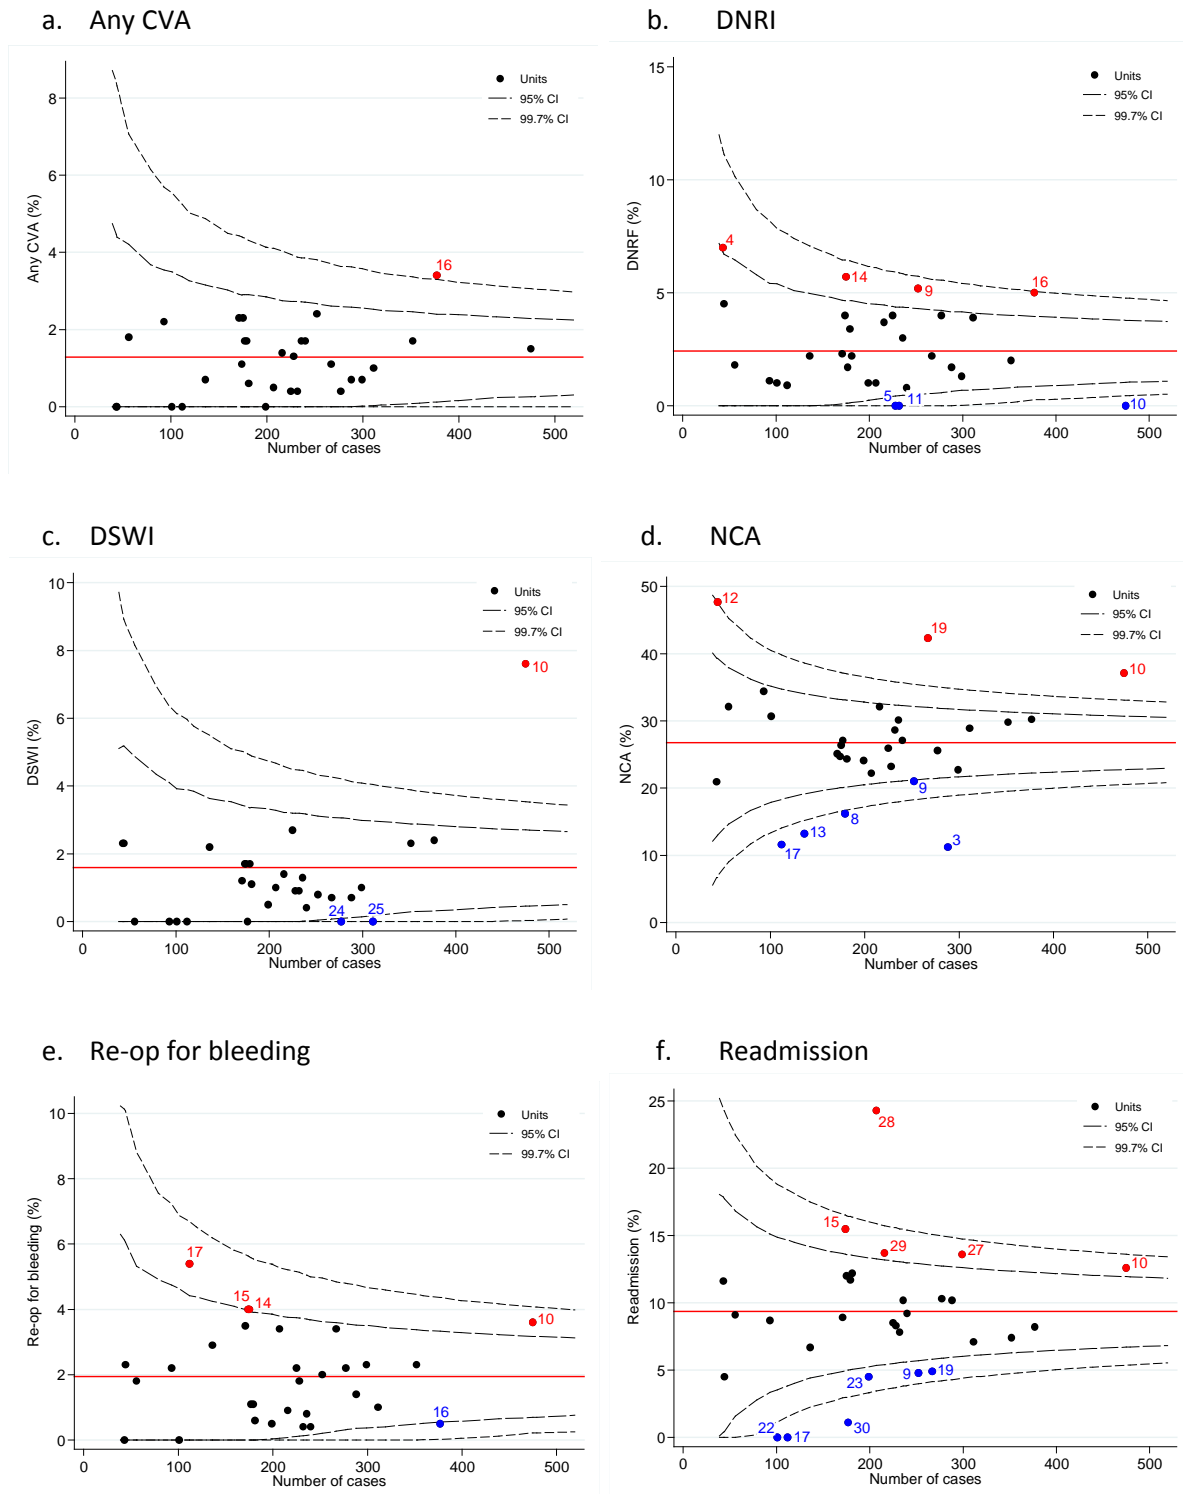 a. Any CVA
8
6
4
2
0
Any CVA (%)
Units
95% CI
99.7% CI
16
0 100 200 300 400 500
Number of cases
b. DNRI
15
10
5
0
DNRF (%)
Units
95% CI
99.7% CI
4
14
9
16
5 11
10
0 100 200 300 400 500
Number of cases
c. DSWI
10
8
6
4
2
0
DSWI (%)
Units
95% CI
99.7% CI
10
24 25
0 100 200 300 400 500
Number of cases
d. NCA
50
40
30
20
10
0
NCA (%)
Units
95% CI
99.7% CI
12
19
10
9
8
13
17
3
0 100 200 300 400 500
Number of cases
e. Re-op for bleeding
10
8
6
4
2
0
Re-op for bleeding (%)
Units
95% CI
99.7% CI
17
15 14
10
16
0 100 200 300 400 500
Number of cases
f. Readmission
25
20
15
10
5
0
Readmission (%)
Units
95% CI
99.7% CI
28
15
29
27
10
23
9
19
30
22
17
0 100 200 300 400 500
Number of cases